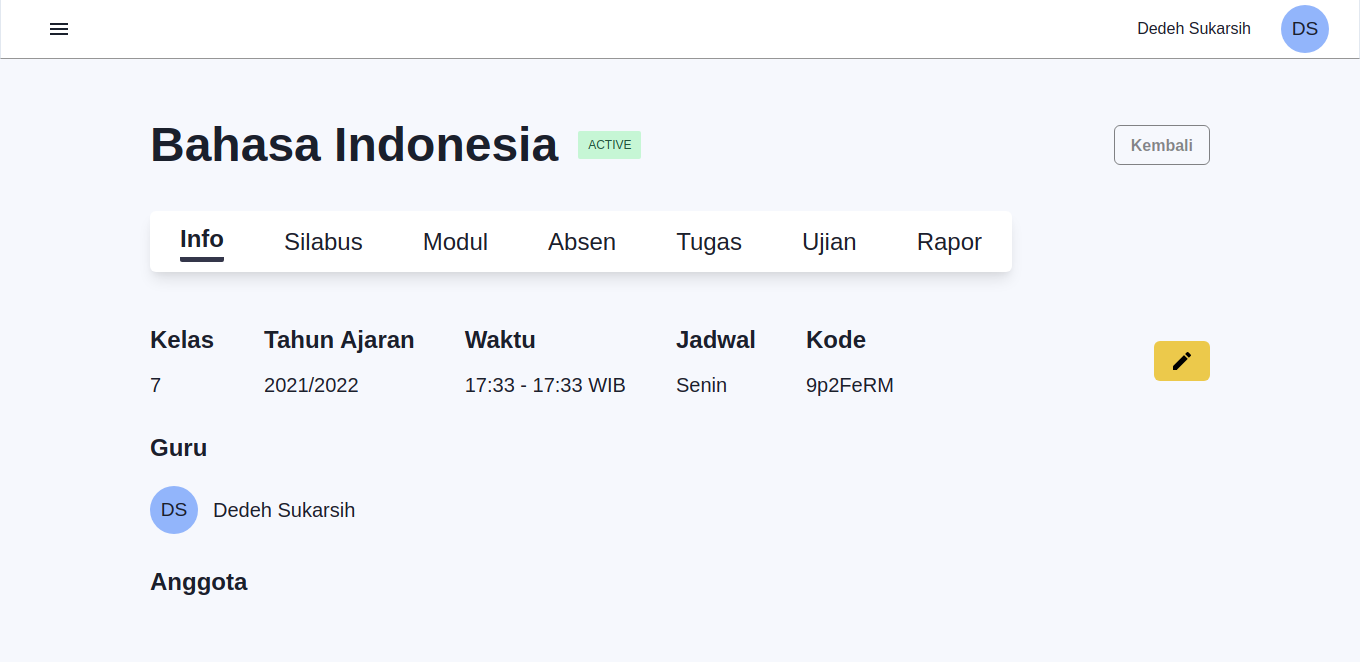 Dedeh Sukarsih DS
Bahasa Indonesia ACTIVE Kembali
Info Silabus Modul Absen Tugas Ujian Rapor
Kelas Tahun Ajaran Waktu Jadwal Kode
7 2021/2022 17:33 - 17:33 WIB Senin 9p2FeRM
Guru
DS Dedeh Sukarsih
Anggota